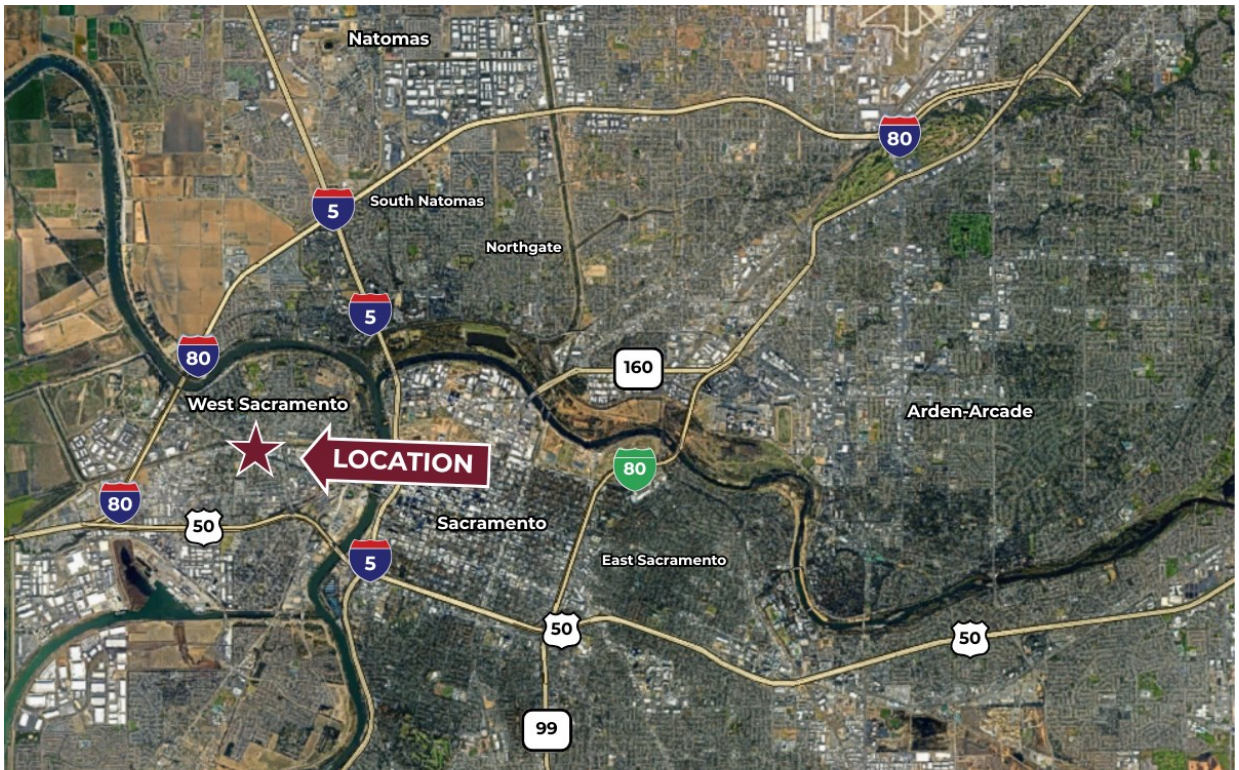 Natomas
80
5
South Natomas
Northgate
5
80
160
West Sacramento
Arden-Arcade
LOCATION
80
80
50
Sacramento
5
East Sacramento
50
50
99